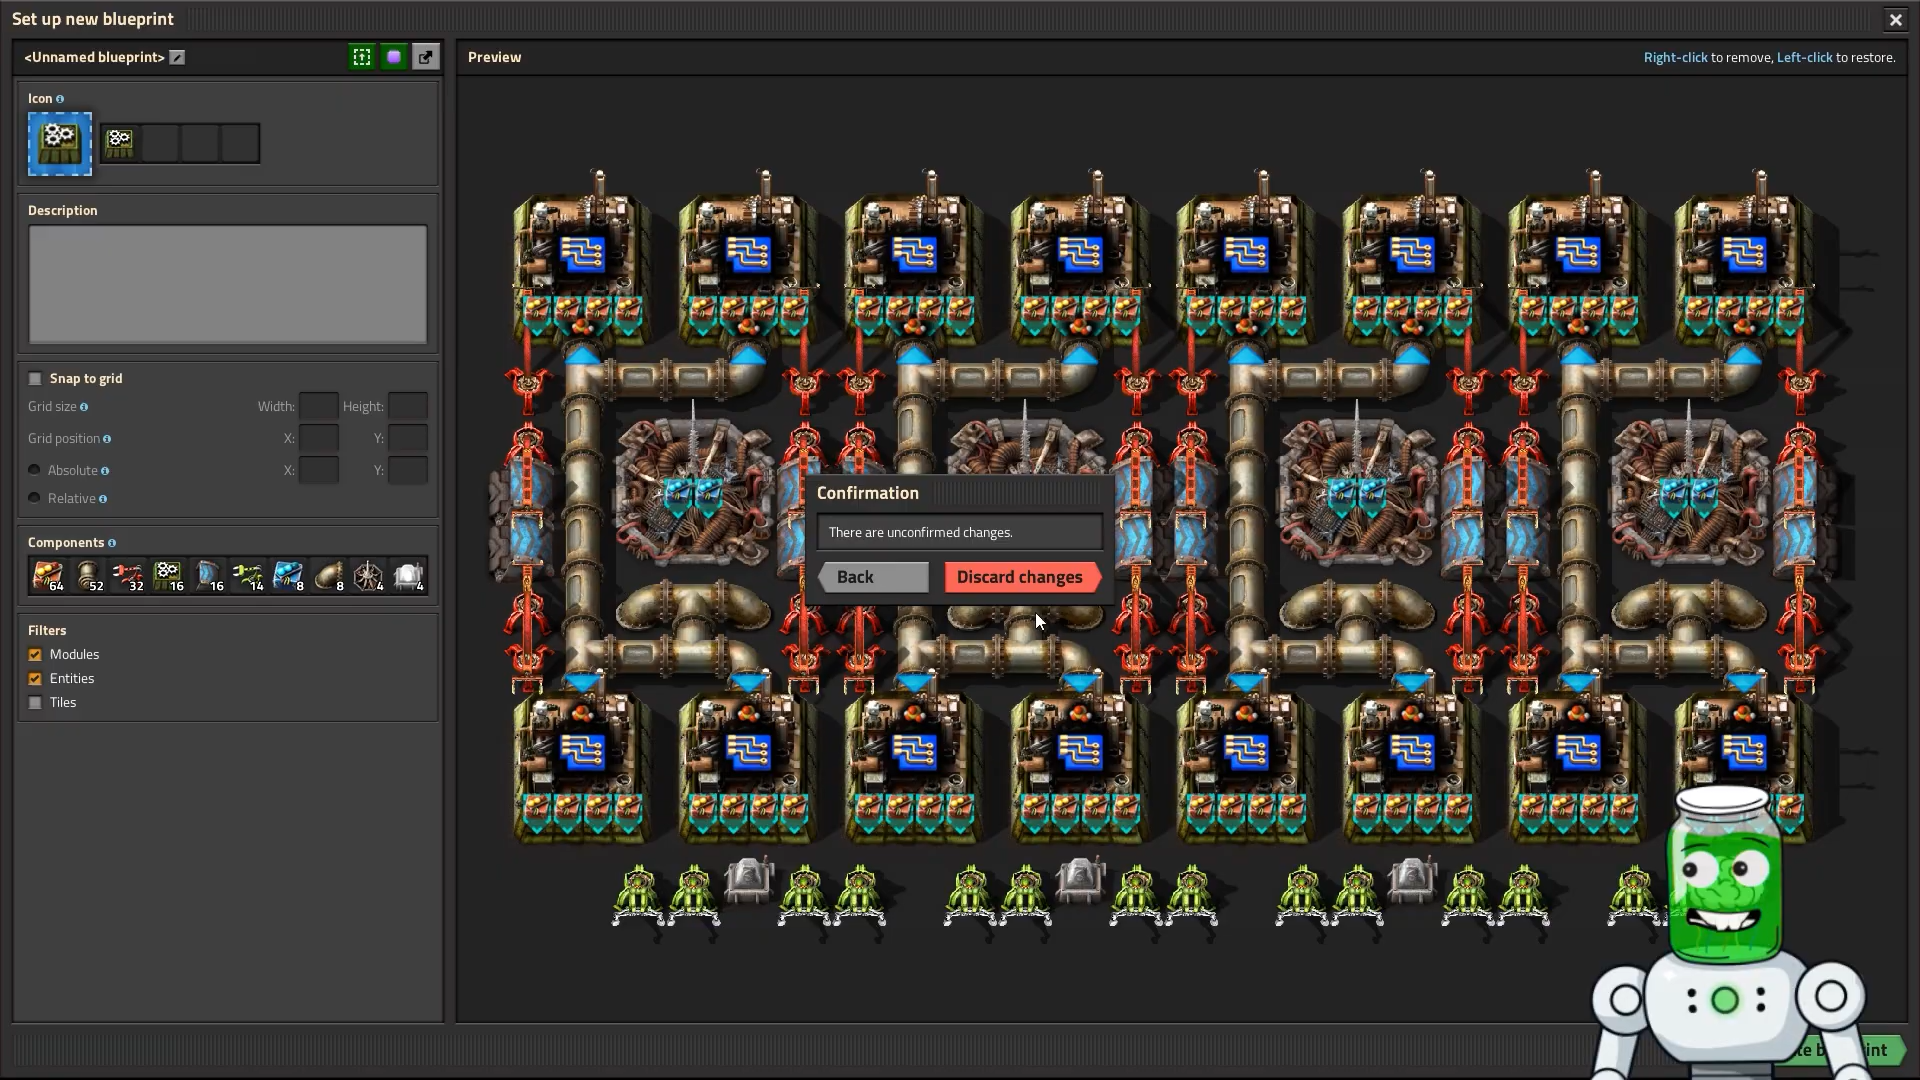 Set up new blueprint
<Unnamed blueprint>
Preview
Right-click to remove, Left-click to restore.
Icon
Description
Snap to grid
Grid size
Width:
Height:
Grid position
X:
Y:
Absolute
X:
Y:
Relative
Components
64
52
32
16
16
14
8
8
4
4
Filters
Modules
Entities
Tiles
Confirmation
There are unconfirmed changes.
Back
Discard changes